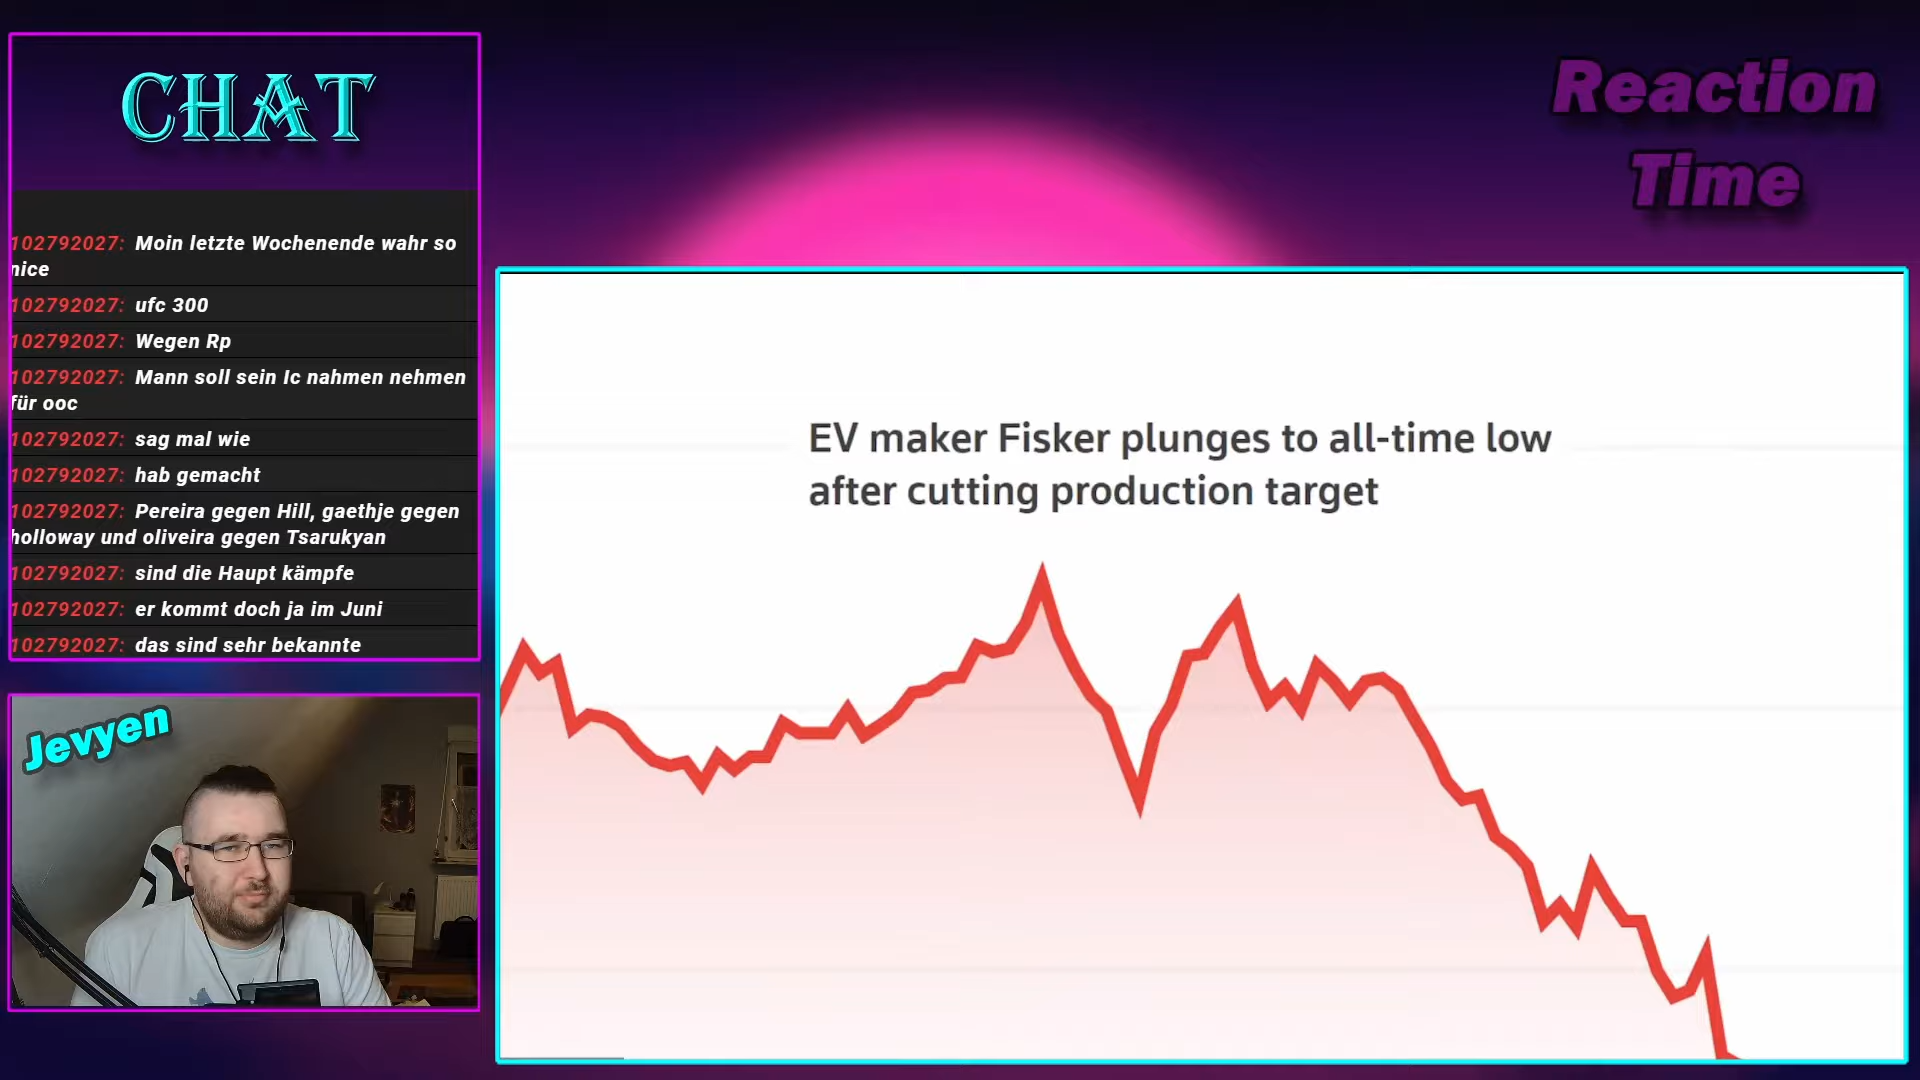 CHAT
102792027: Moin letzte Wochenende wahr so
nice
102792027: ufc 300
102792027: Wegen Rp
102792027: Mann soll sein Ic nahmen nehmen
für ooc
102792027: sag mal wie
102792027: hab gemacht
102792027: Pereira gegen Hill, gaethje gegen
holloway und oliveira gegen Tsarukyan
102792027: sind die Haupt kämpfe
102792027: er kommt doch ja im Juni
102792027: das sind sehr bekannte
Jevyen
Reaction
Time
EV maker Fisker plunges to all-time low
after cutting production target